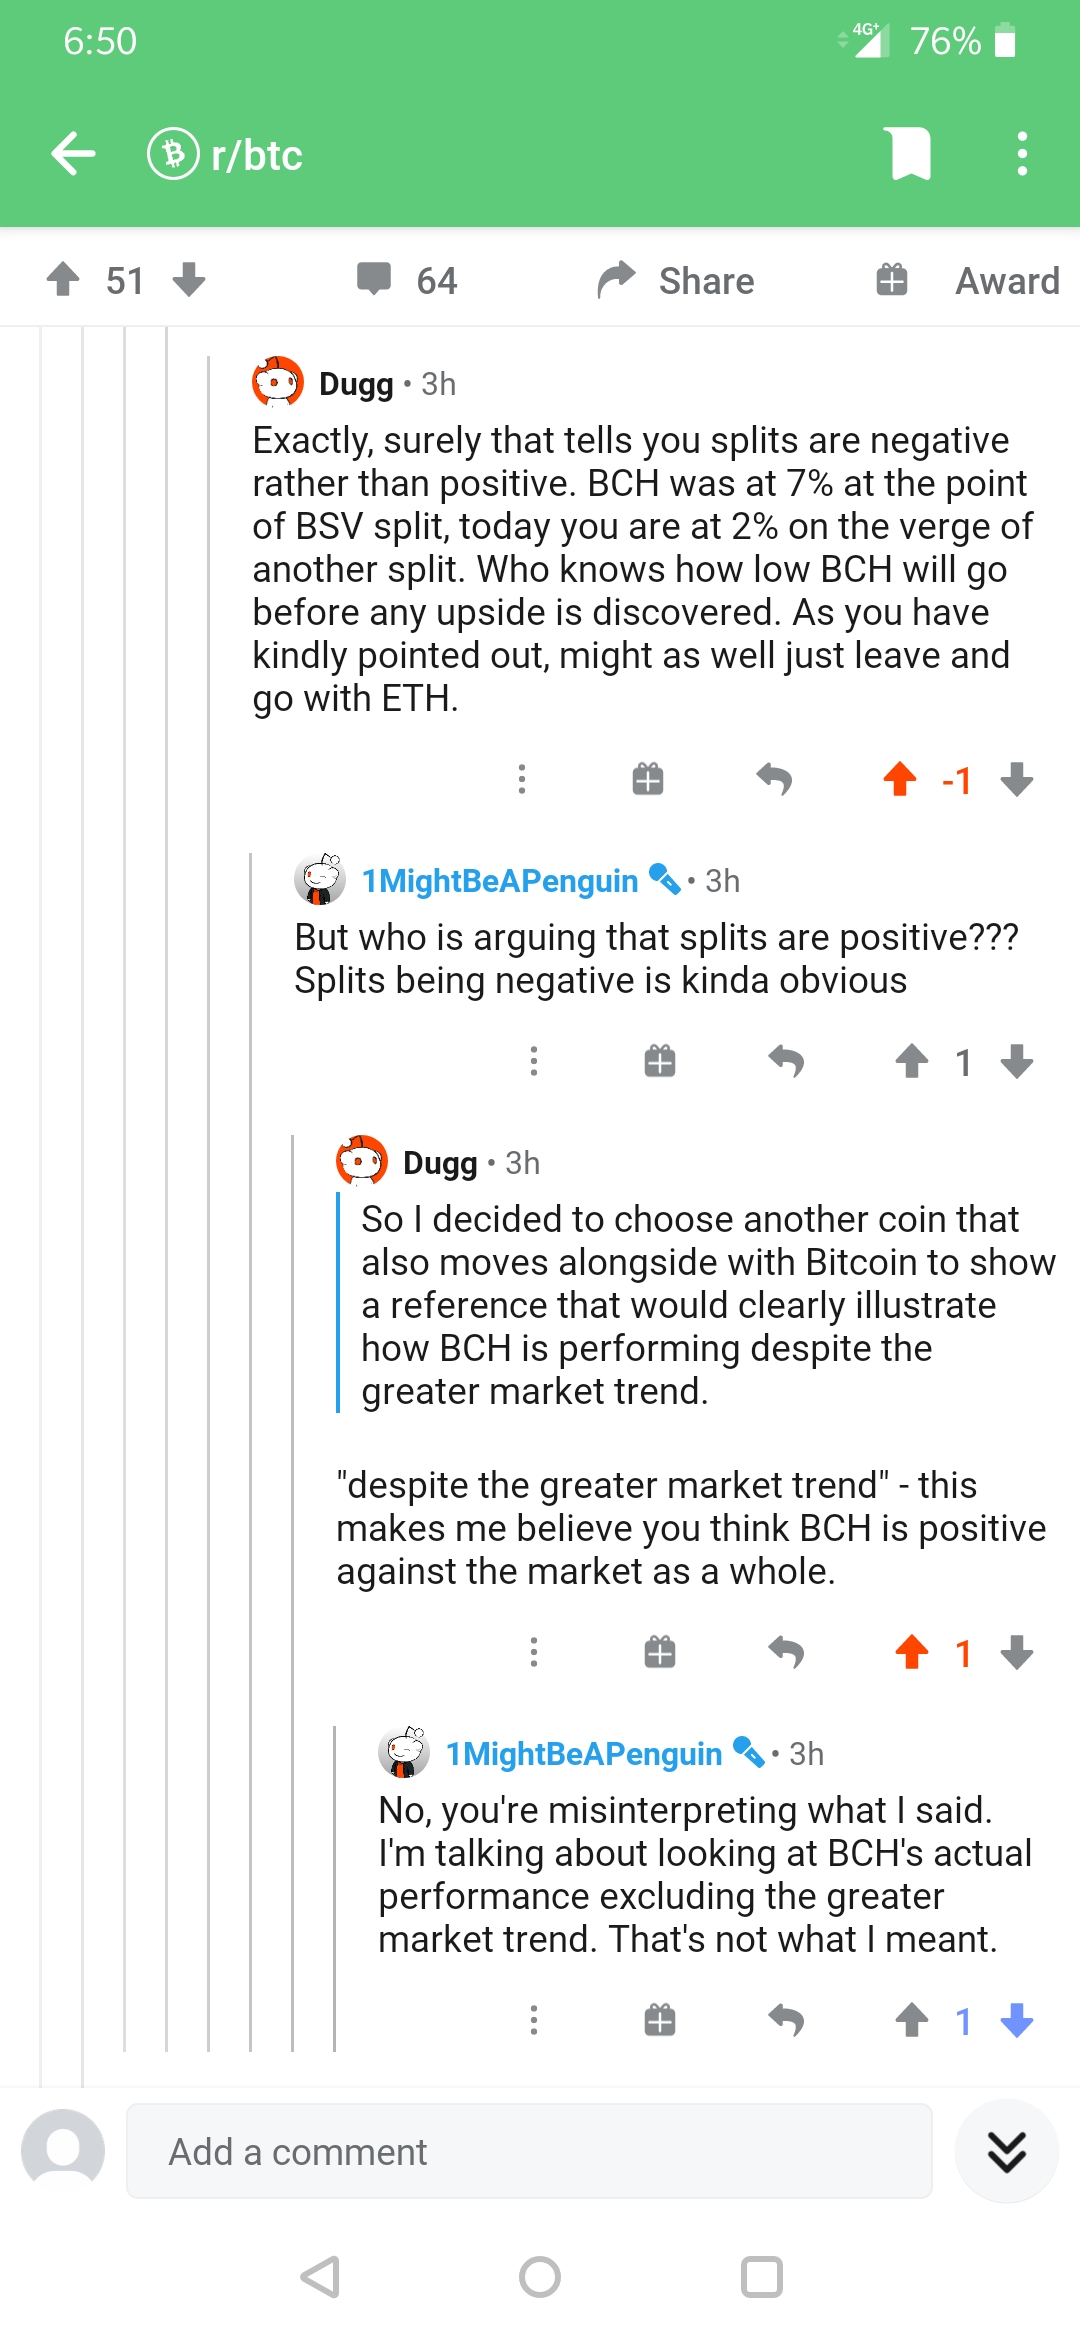 6:50
4G+ 76%
r/btc
51
64
Share
Award
Dugg • 3h
Exactly, surely that tells you splits are negative
rather than positive. BCH was at 7% at the point
of BSV split, today you are at 2% on the verge of
another split. Who knows how low BCH will go
before any upside is discovered. As you have
kindly pointed out, might as well just leave and
go with ETH.
-1
1MightBeAPenguin • 3h
But who is arguing that splits are positive???
Splits being negative is kinda obvious
1
Dugg • 3h
So I decided to choose another coin that
also moves alongside with Bitcoin to show
a reference that would clearly illustrate
how BCH is performing despite the
greater market trend.
"despite the greater market trend" - this
makes me believe you think BCH is positive
against the market as a whole.
1
1MightBeAPenguin • 3h
No, you're misinterpreting what I said.
I'm talking about looking at BCH's actual
performance excluding the greater
market trend. That's not what I meant.
1
Add a comment